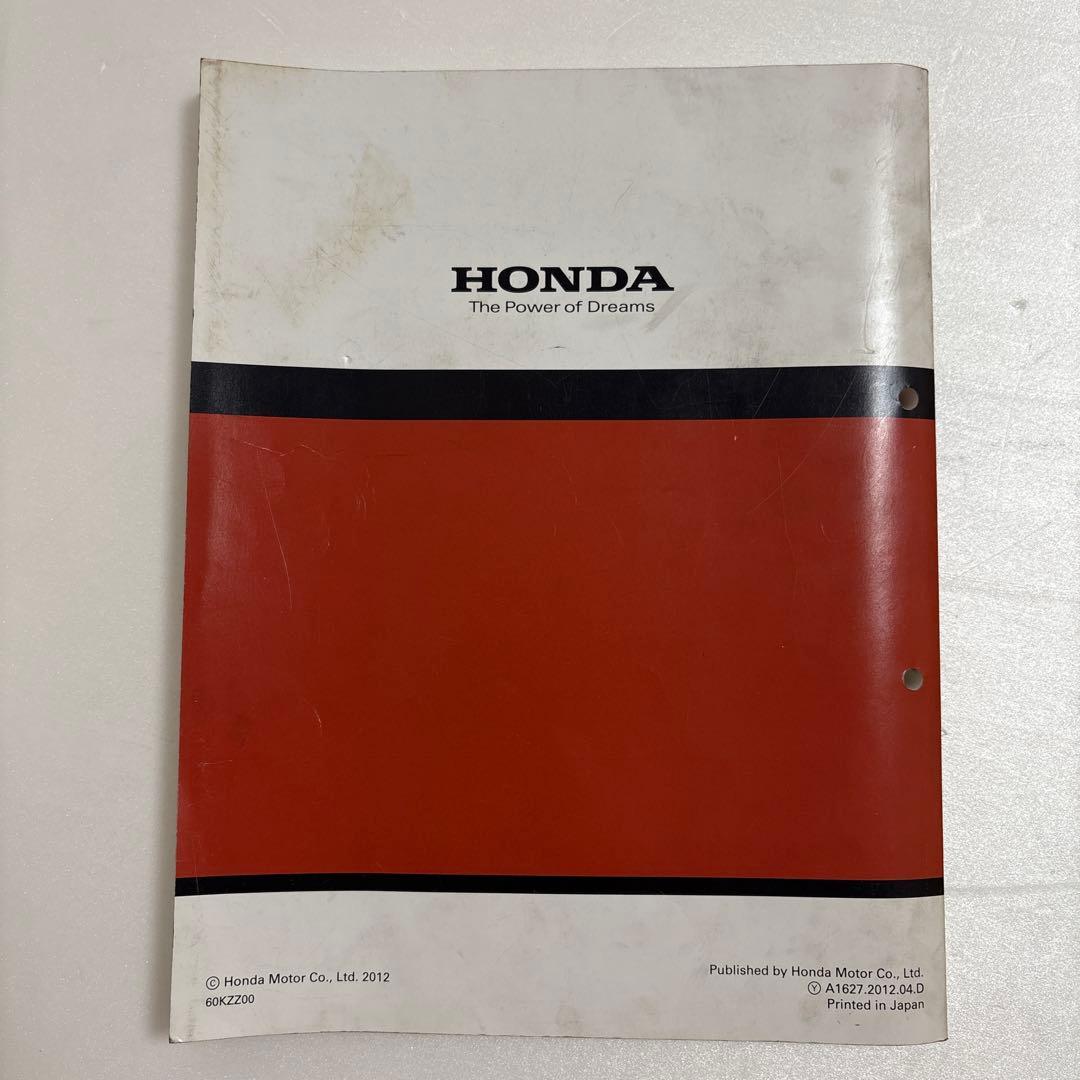 HONDA
The Power of Dreams
© Honda Motor Co., Ltd. 2012
60KZZ00
Published by Honda Motor Co., Ltd.
Ⓨ A1627.2012.04.D
Printed in Japan